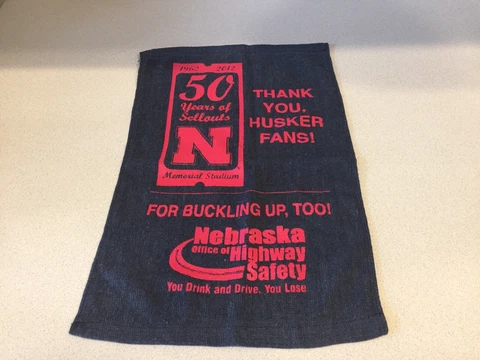 1962 2012
50
Years of
Sellouts
N
Memorial Stadium
THANK
YOU,
HUSKER
FANS!
FOR BUCKLING UP, TOO!
Nebraska
Office of Highway
Safety
You Drink and Drive. You Lose